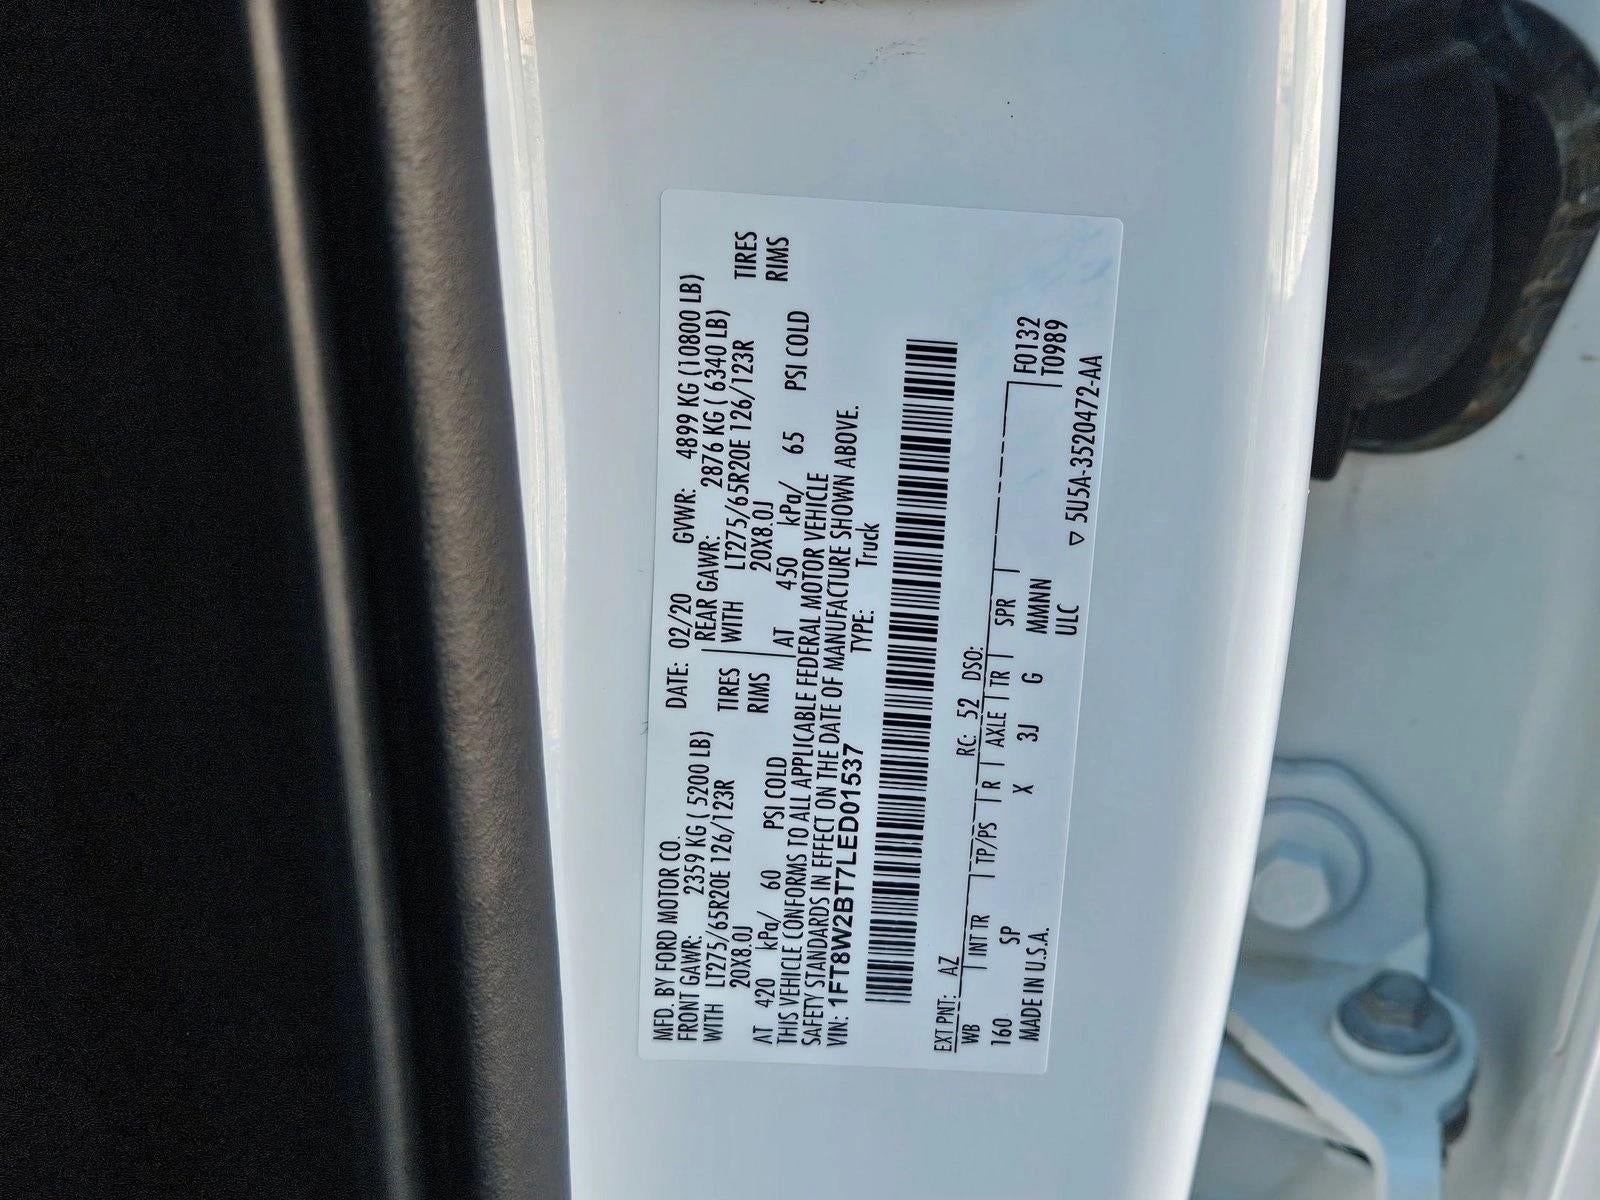 MFD. BY FORD MOTOR CO. DATE: 02/20 GVWR: 4899 KG (10800 LB)
FRONT GAWR: 2359 KG ( 5200 LB) REAR GAWR: 2876 KG ( 6340 LB)
WITH LT275/65R20E 126/123R TIRES WITH LT275/65R20E 126/123R TIRES
20X8.0J RIMS 20X8.0J RIMS
AT 420 kPa/ 60 PSI COLD AT 450 kPa/ 65 PSI COLD
THIS VEHICLE CONFORMS TO ALL APPLICABLE FEDERAL MOTOR VEHICLE
SAFETY STANDARDS IN EFFECT ON THE DATE OF MANUFACTURE SHOWN ABOVE.
VIN: 1FT8W2BT7LED01537 TYPE: Truck
EXT PNT: AZ RC: 52 DSO:
WB INT TR TP/PS R AXLE TR SPR F0132
160 SP X 3J G MMNN T0989
MADE IN U.S.A. ULC ▽ 5U5A-3520472-AA